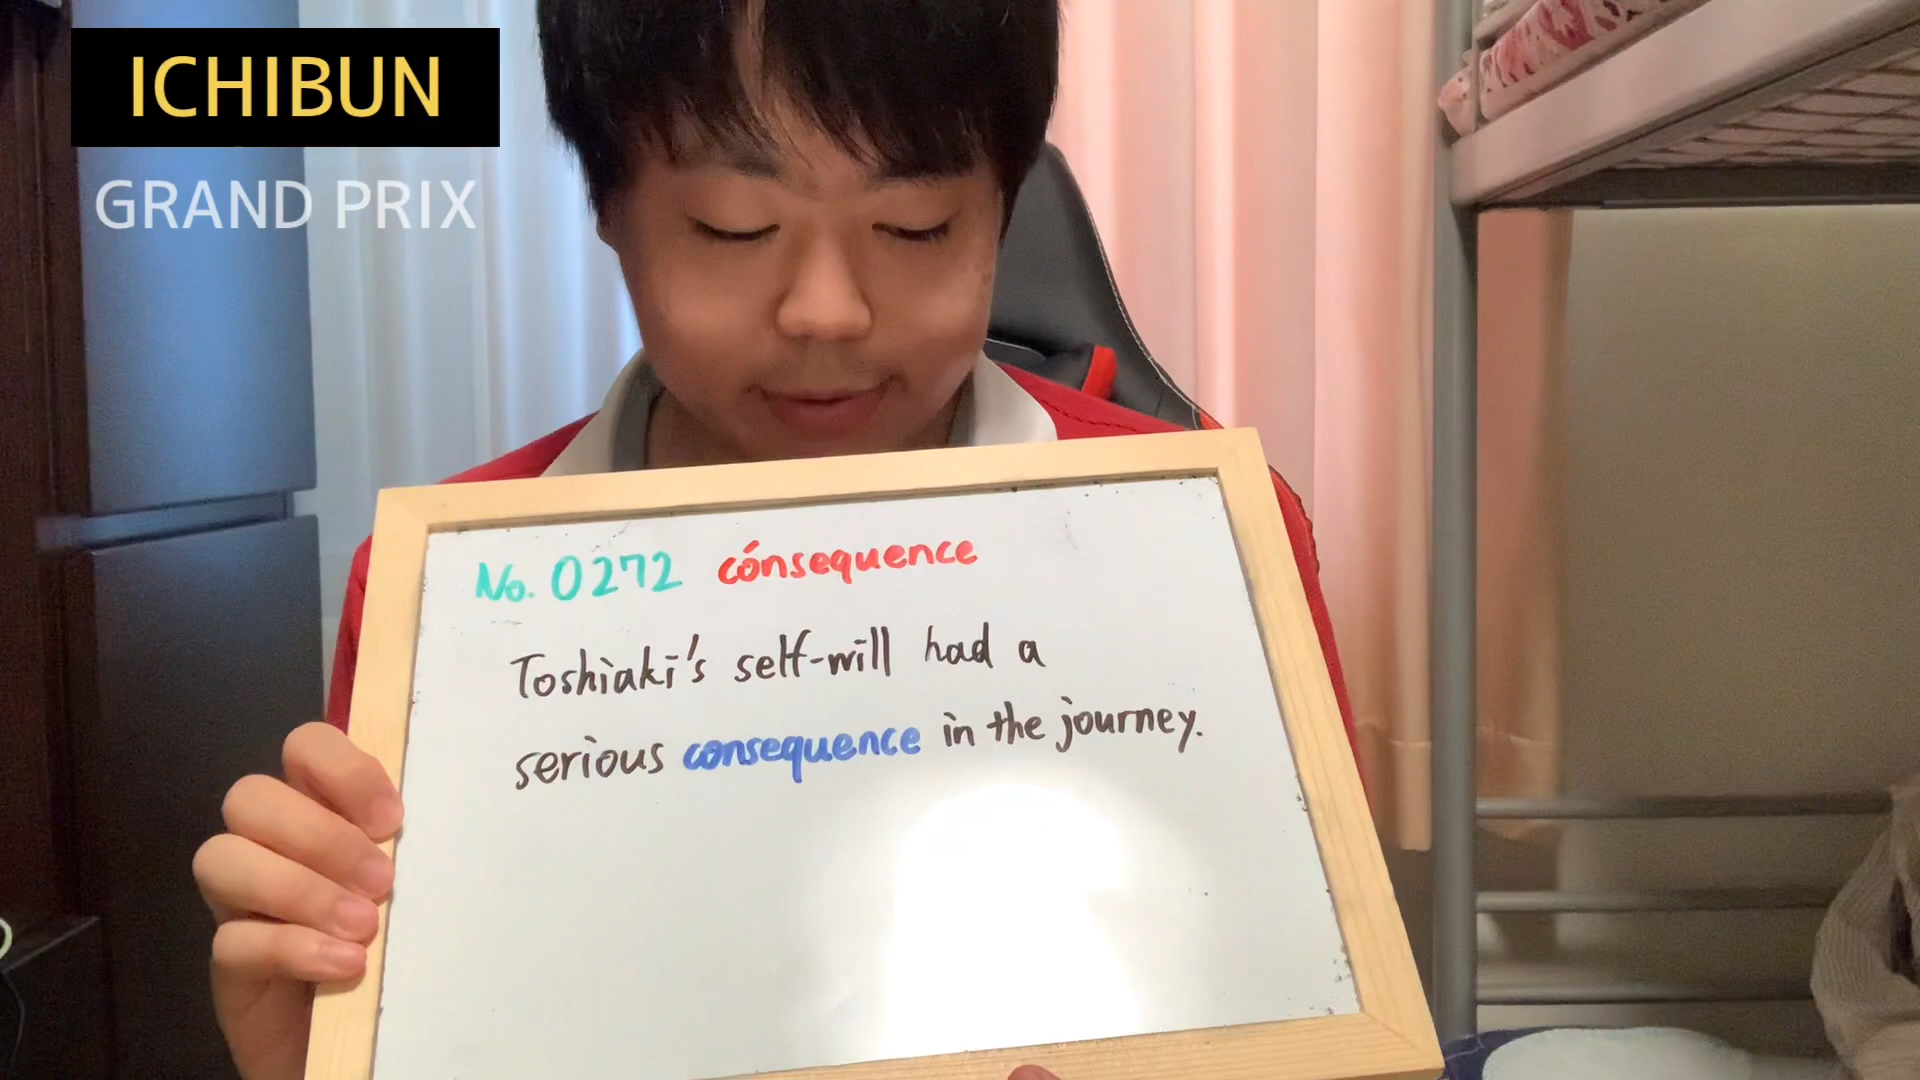 ICHIBUN
GRAND PRIX
No. 0272 cónsequence
Toshiaki's self-will had a
serious consequence in the journey.